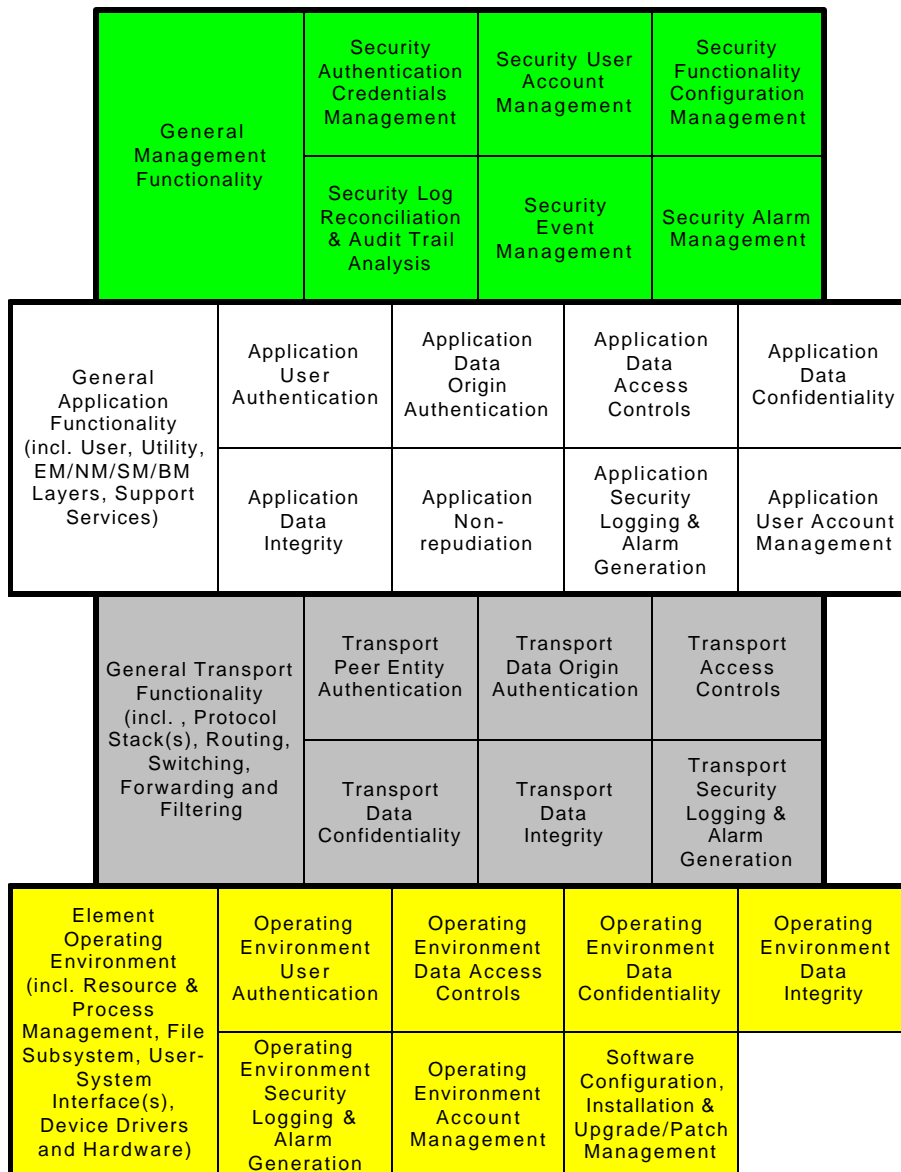 General
Management
Functionality
Security
Authentication
Credentials
Management
Security User
Account
Management
Security
Functionality
Configuration
Management
Security Log
Reconciliation
& Audit Trail
Analysis
Security
Event
Management
Security Alarm
Management
General
Application
Functionality
(incl. User, Utility,
EM/NM/SM/BM
Layers, Support
Services)
Application
User
Authentication
Application
Data
Origin
Authentication
Application
Data
Access
Controls
Application
Data
Confidentiality
Application
Data
Integrity
Application
Non-
repudiation
Application
Security
Logging &
Alarm
Generation
Application
User Account
Management
General Transport
Functionality
(incl. , Protocol
Stack(s), Routing,
Switching,
Forwarding and
Filtering
Transport
Peer Entity
Authentication
Transport
Data Origin
Authentication
Transport
Access
Controls
Transport
Data
Confidentiality
Transport
Data
Integrity
Transport
Security
Logging &
Alarm
Generation
Element
Operating
Environment
(incl. Resource &
Process
Management, File
Subsystem, User-
System
Interface(s),
Device Drivers
and Hardware)
Operating
Environment
User
Authentication
Operating
Environment
Data Access
Controls
Operating
Environment
Data
Confidentiality
Operating
Environment
Data
Integrity
Operating
Environment
Security
Logging &
Alarm
Generation
Operating
Environment
Account
Management
Software
Configuration,
Installation &
Upgrade/Patch
Management